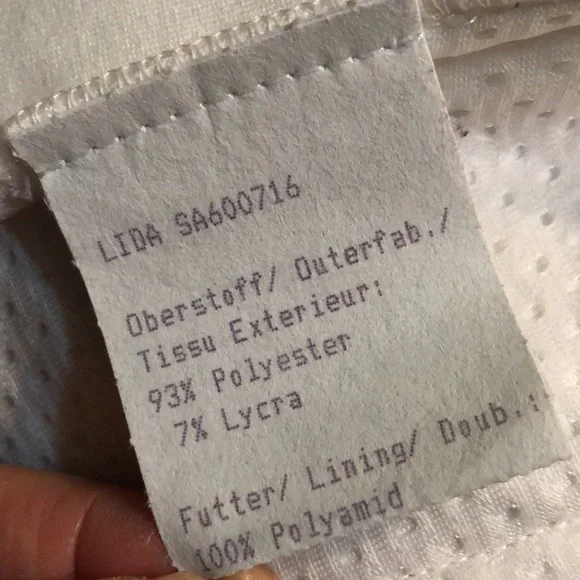 LIDA SA600716
Oberstoff/ Outerfab./
Tissu Exterieur:
93% Polyester
7% Lycra
Futter/ Lining/ Doub.:
100% Polyamid